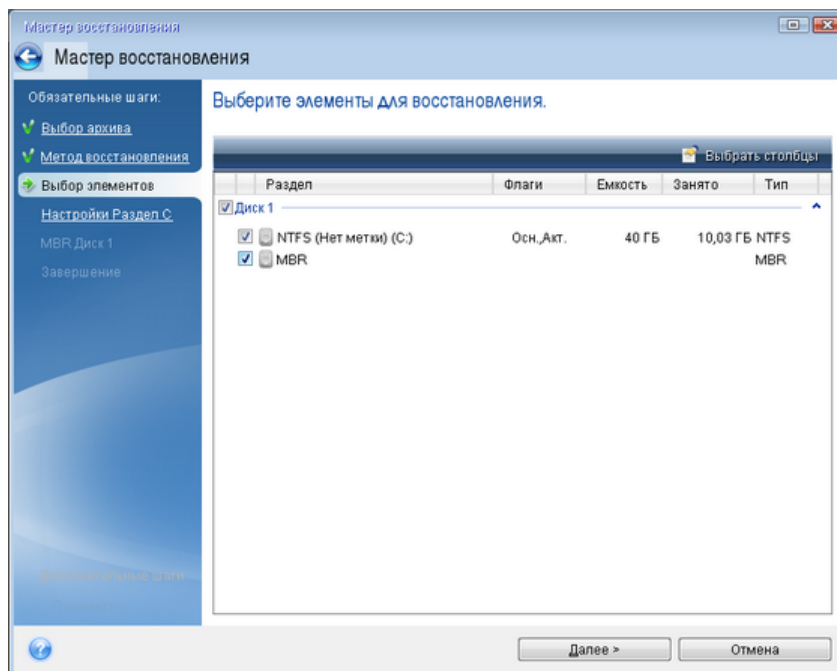 Мастер восстановления
Мастер восстановления
Обязательные шаги:
Выбор архива
Метод восстановления
Выбор элементов
Настройки Раздел C
MBR Диск 1
Завершение
Выберите элементы для восстановления.
Выбрать столбцы
Раздел Флаги Емкость Занято Тип
Диск 1
NTFS (Нет метки) (C:) Осн.,Акт. 40 ГБ 10,03 ГБ NTFS
MBR MBR
Далее >
Отмена